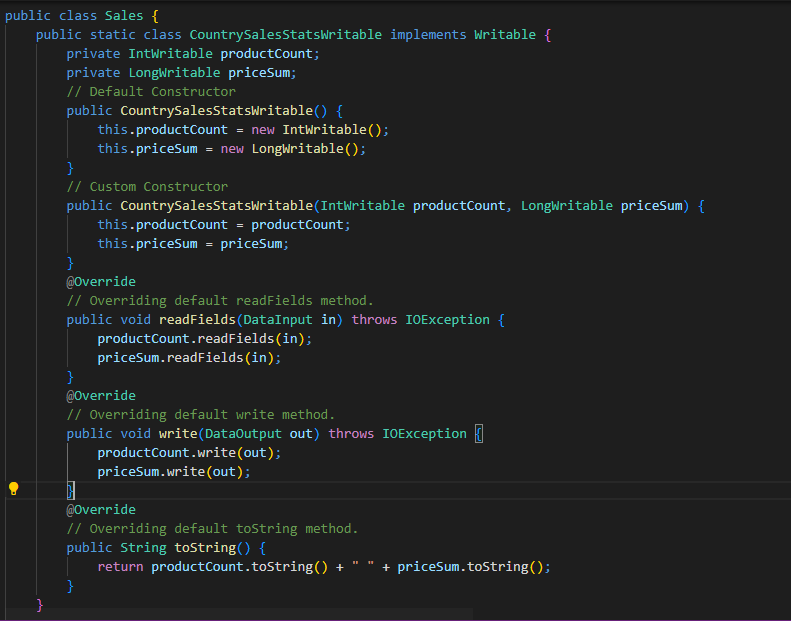 public class Sales {
public static class CountrySalesStatsWritable implements Writable {
private IntWritable productCount;
private LongWritable priceSum;
// Default Constructor
public CountrySalesStatsWritable() {
this.productCount = new IntWritable();
this.priceSum = new LongWritable();
}
// Custom Constructor
public CountrySalesStatsWritable(IntWritable productCount, LongWritable priceSum) {
this.productCount = productCount;
this.priceSum = priceSum;
}
@Override
// Overriding default readFields method.
public void readFields(DataInput in) throws IOException {
productCount.readFields(in);
priceSum.readFields(in);
}
@Override
// Overriding default write method.
public void write(DataOutput out) throws IOException {
productCount.write(out);
priceSum.write(out);
}
@Override
// Overriding default toString method.
public String toString() {
return productCount.toString() + " " + priceSum.toString();
}
}